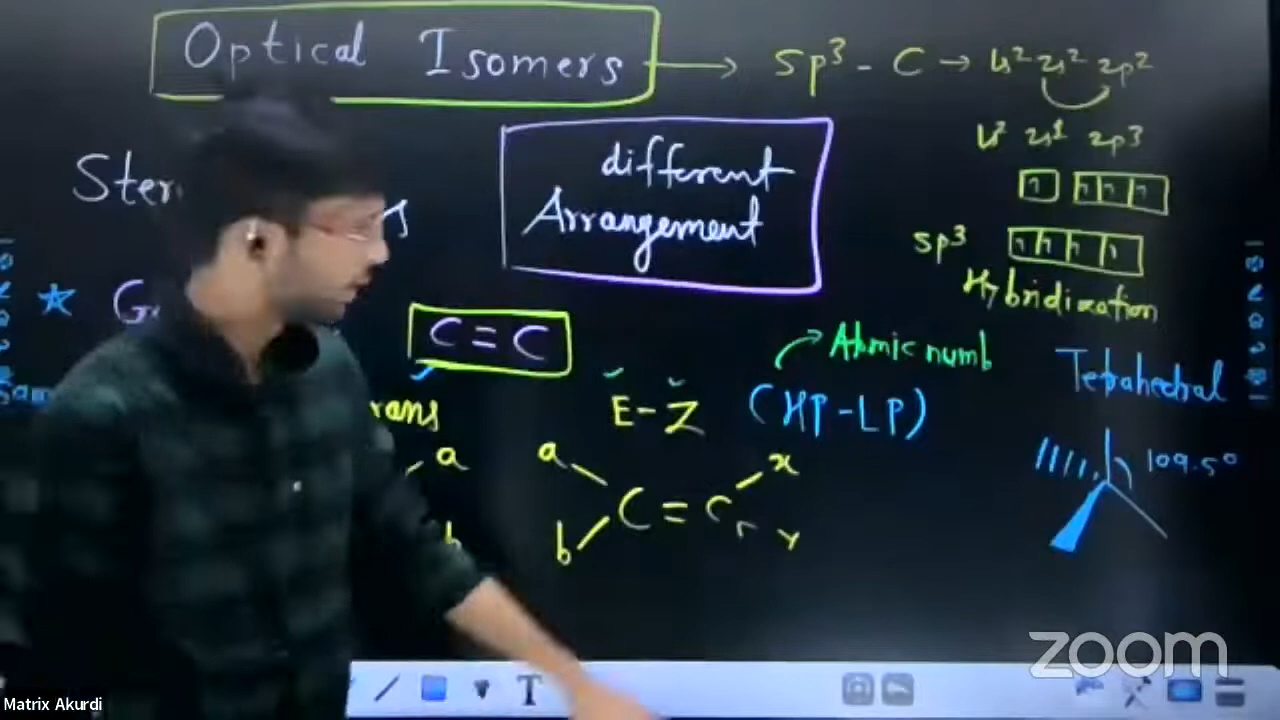 Optical Isomers → sp³ - C → 1s² 2s² 2p²
1s² 2s¹ 2p3
different
Arrangement
sp³
Hybridization
C = C
Atomic numb
Tetrahedral
rans
E - Z
(HP - LP)
a
a
x
109.5°
C = C
b
b
y
zoom
T
Matrix Akurdi